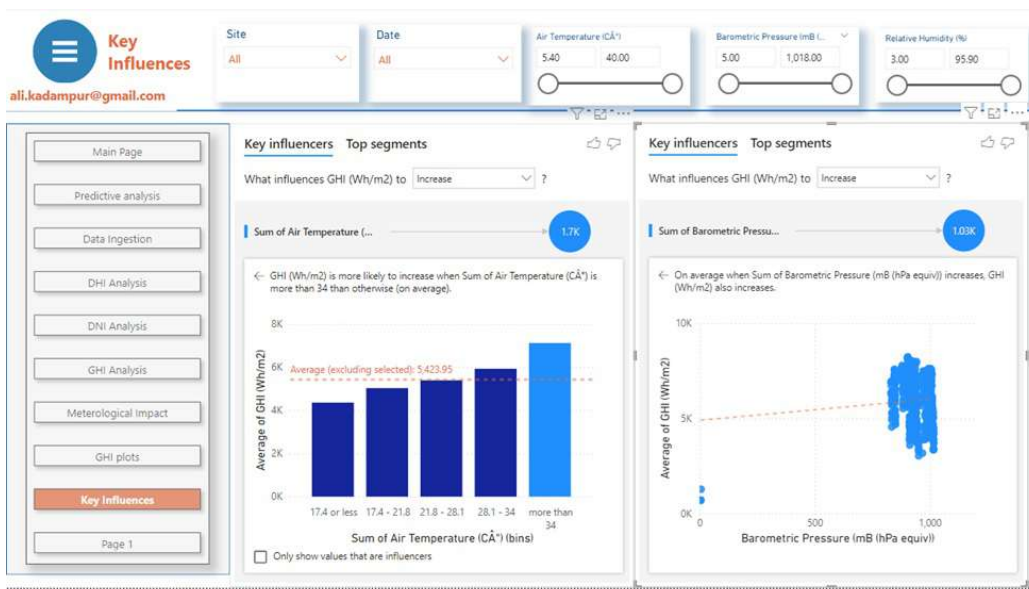 Key
Influences
ali.kadampur@gmail.com
Site
All
Date
All
Air Temperature (CÂ°)
5.40 40.00
Barometric Pressure (mB (...
5.00 1,018.00
Relative Humidity (%)
3.00 95.90
Main Page
Predictive analysis
Data Ingestion
DHI Analysis
DNI Analysis
GHI Analysis
Meterological Impact
GHI plots
Key Influences
Page 1
Key influencers Top segments
What influences GHI (Wh/m2) to Increase ?
Sum of Air Temperature (...
1.7K
GHI (Wh/m2) is more likely to increase when Sum of Air Temperature (CÂ°) is
more than 34 than otherwise (on average).
8K
6K
4K
2K
0K
Average (excluding selected): 5,423.95
Average of GHI (Wh/m2)
17.4 or less 17.4 - 21.8 21.8 - 28.1 28.1 - 34 more than
34
Sum of Air Temperature (CÂ°) (bins)
Only show values that are influencers
Key influencers Top segments
What influences GHI (Wh/m2) to Increase ?
Sum of Barometric Pressu...
1.03K
On average when Sum of Barometric Pressure (mB (hPa equiv)) increases, GHI
(Wh/m2) also increases.
10K
5K
0K
Average of GHI (Wh/m2)
0 500 1,000
Barometric Pressure (mB (hPa equiv))